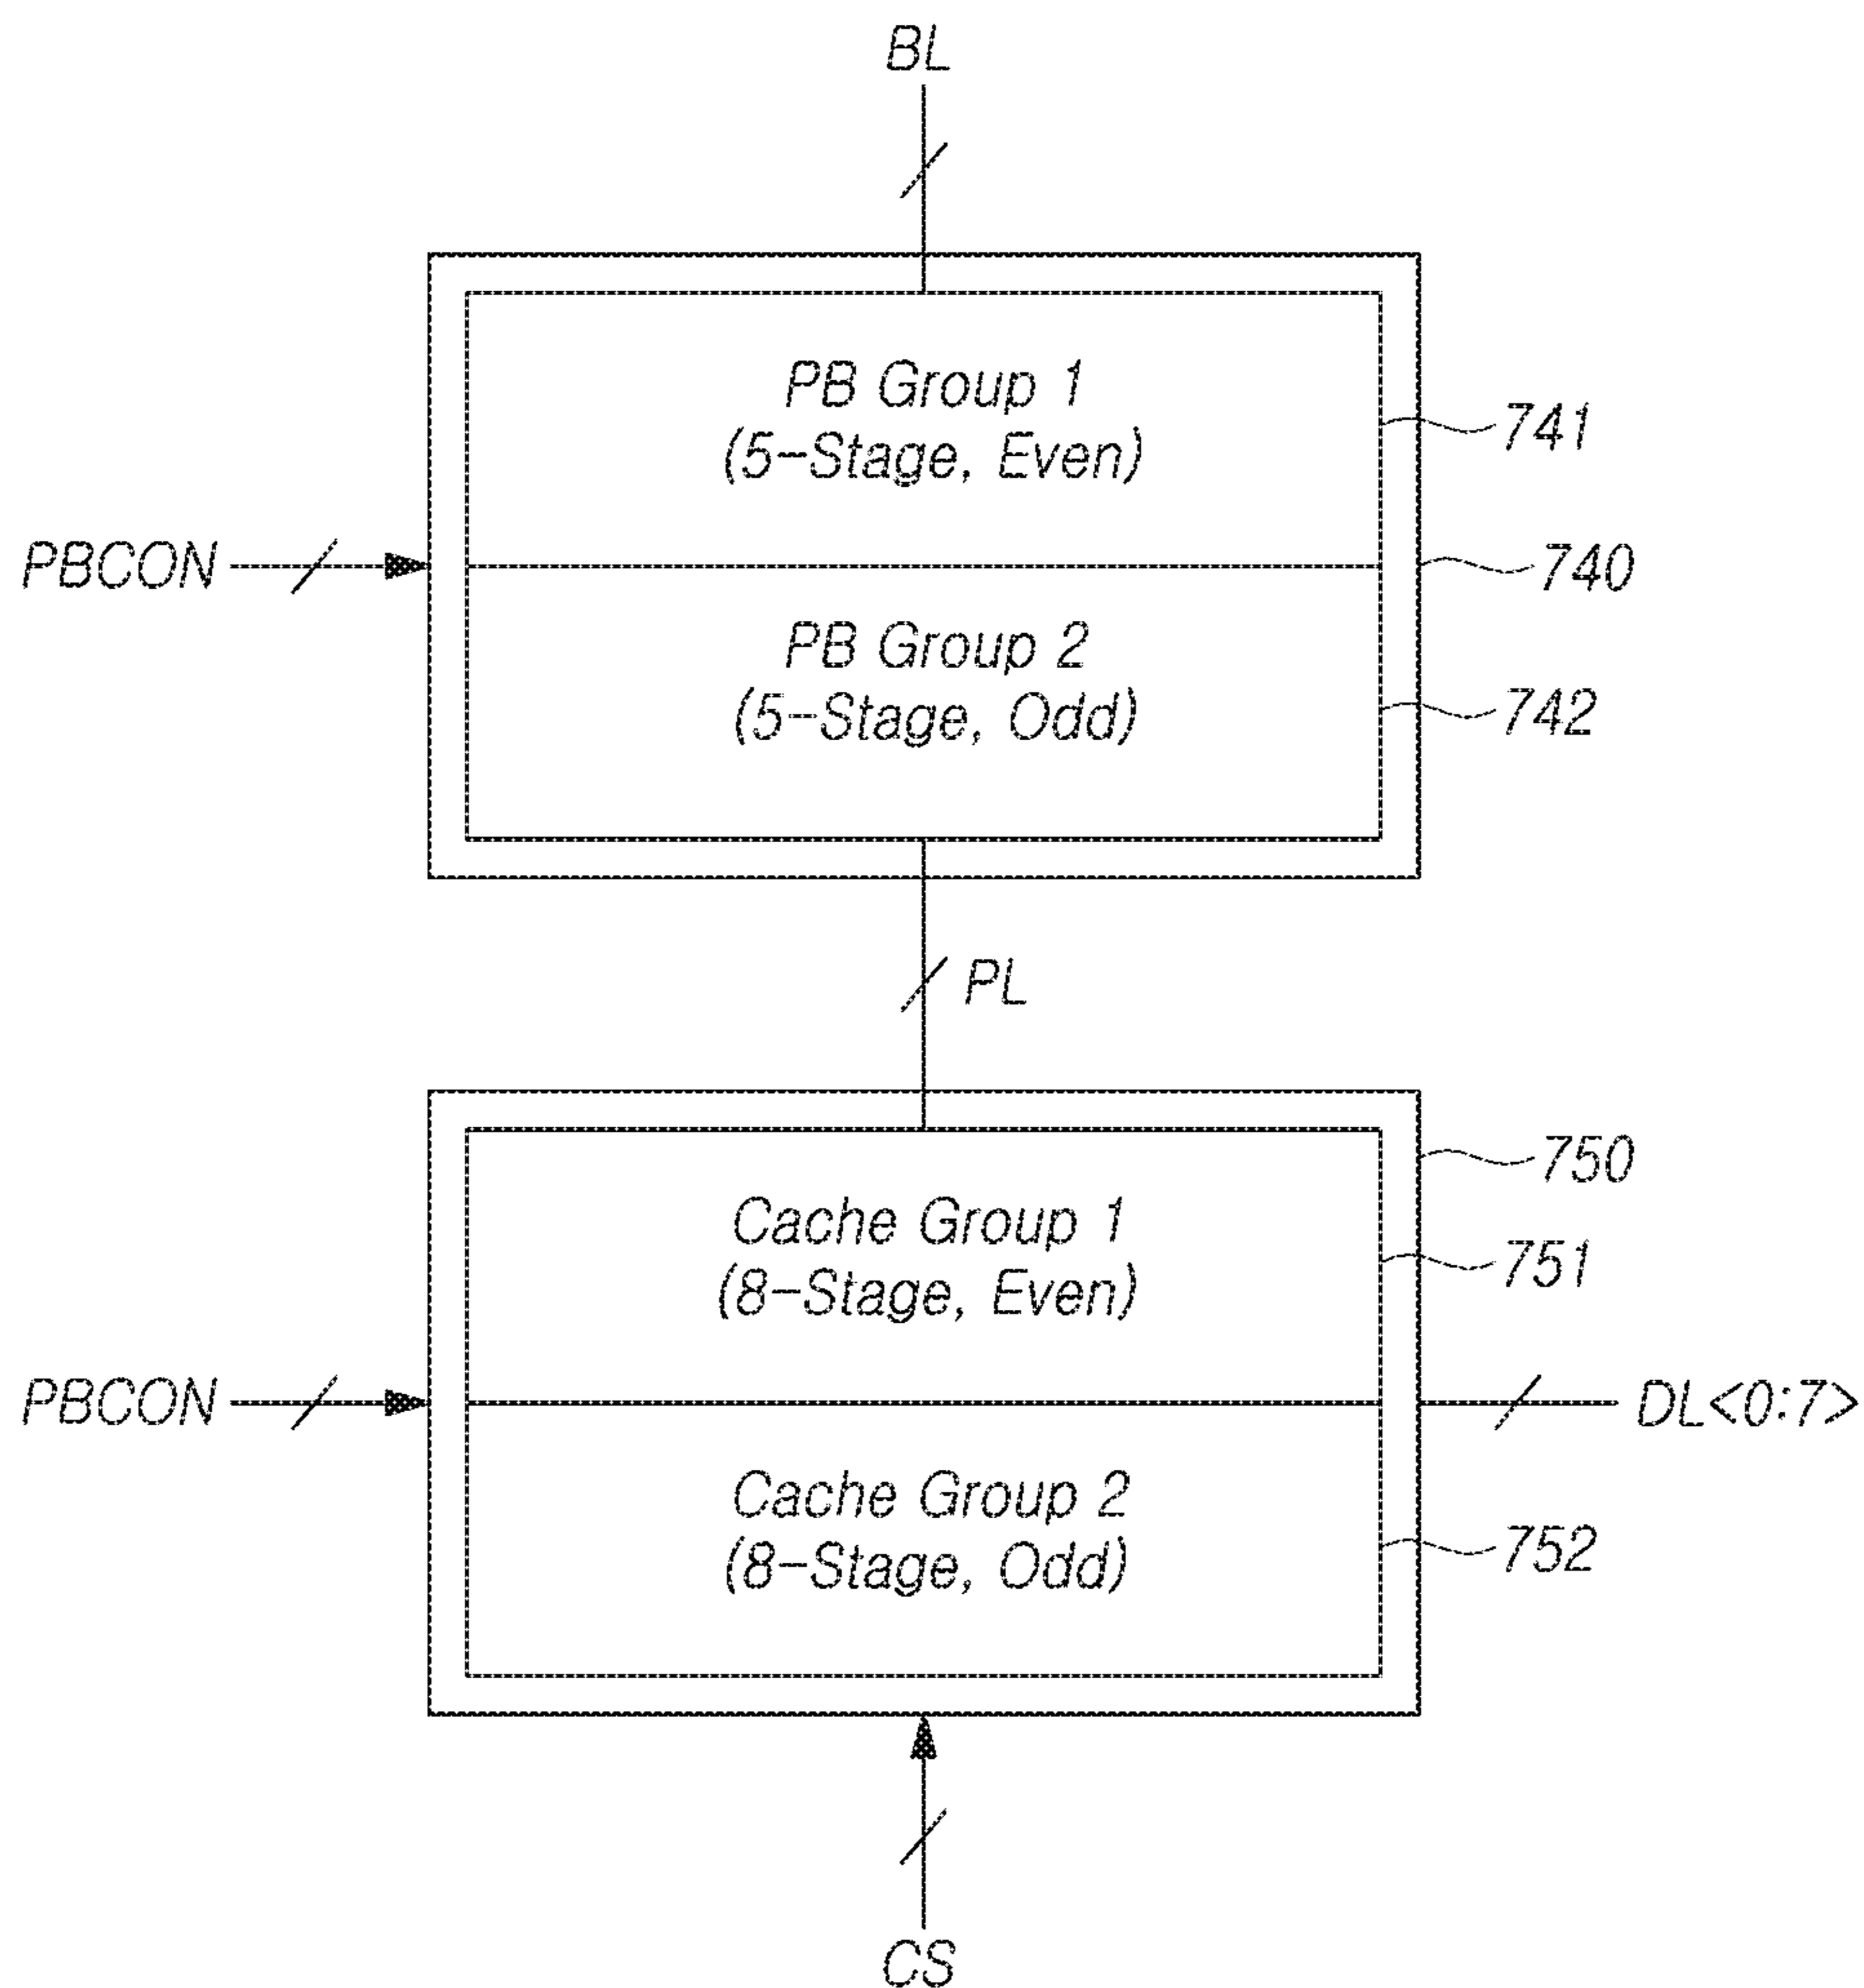 BL
PB Group 1
(5-Stage, Even)
741
PBCON
740
PB Group 2
(5-Stage, Odd)
742
PL
750
Cache Group 1
(8-Stage, Even)
751
PBCON
DL<0:7>
Cache Group 2
(8-Stage, Odd)
752
CS